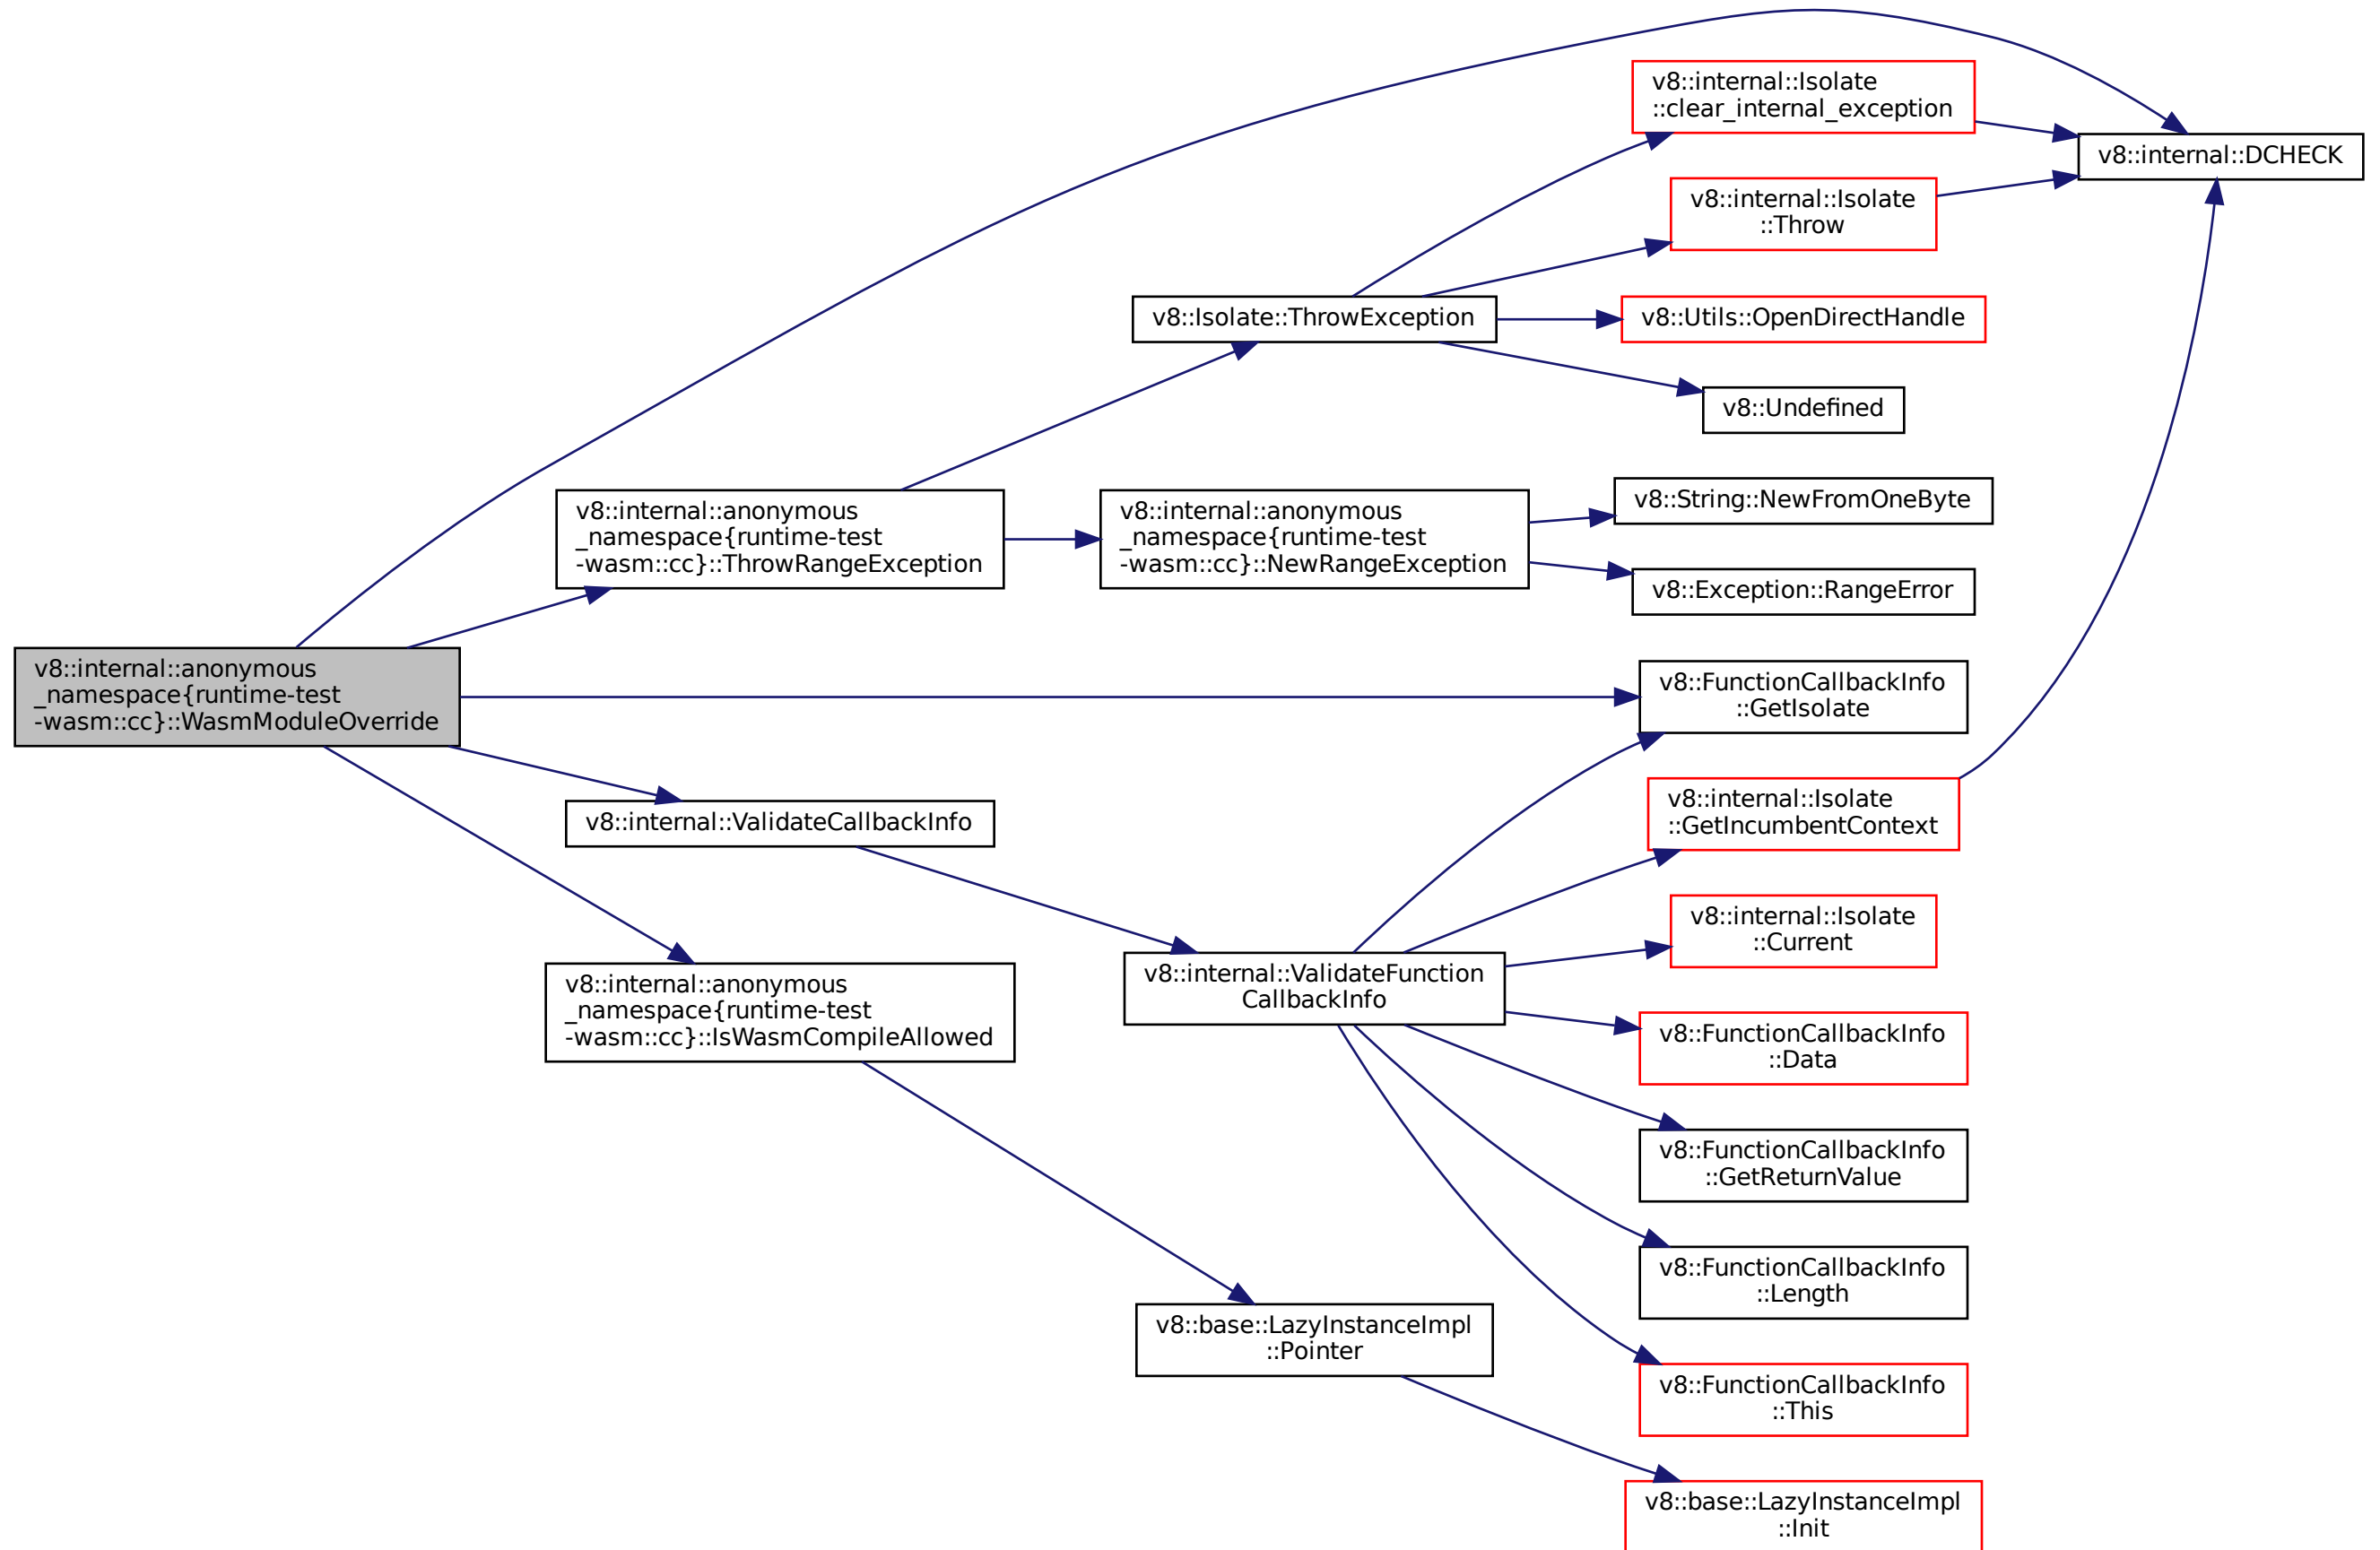 v8::internal::anonymous
_namespace{runtime-test
-wasm::cc}::WasmModuleOverride
v8::internal::anonymous
_namespace{runtime-test
-wasm::cc}::ThrowRangeException
v8::internal::ValidateCallbackInfo
v8::internal::anonymous
_namespace{runtime-test
-wasm::cc}::IsWasmCompileAllowed
v8::Isolate::ThrowException
v8::internal::anonymous
_namespace{runtime-test
-wasm::cc}::NewRangeException
v8::internal::ValidateFunction
CallbackInfo
v8::base::LazyInstanceImpl
::Pointer
v8::internal::Isolate
::clear_internal_exception
v8::internal::Isolate
::Throw
v8::Utils::OpenDirectHandle
v8::Undefined
v8::String::NewFromOneByte
v8::Exception::RangeError
v8::FunctionCallbackInfo
::GetIsolate
v8::internal::Isolate
::GetIncumbentContext
v8::internal::Isolate
::Current
v8::FunctionCallbackInfo
::Data
v8::FunctionCallbackInfo
::GetReturnValue
v8::FunctionCallbackInfo
::Length
v8::FunctionCallbackInfo
::This
v8::base::LazyInstanceImpl
::Init
v8::internal::DCHECK